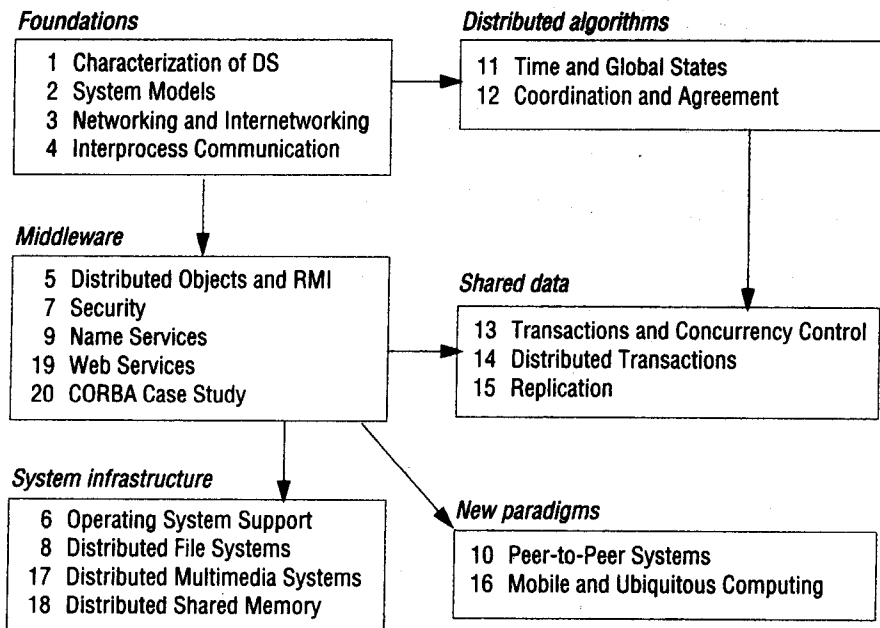 Foundations
1 Characterization of DS
2 System Models
3 Networking and Internetworking
4 Interprocess Communication
Distributed algorithms
11 Time and Global States
12 Coordination and Agreement
Middleware
5 Distributed Objects and RMI
7 Security
9 Name Services
19 Web Services
20 CORBA Case Study
Shared data
13 Transactions and Concurrency Control
14 Distributed Transactions
15 Replication
System infrastructure
6 Operating System Support
8 Distributed File Systems
17 Distributed Multimedia Systems
18 Distributed Shared Memory
New paradigms
10 Peer-to-Peer Systems
16 Mobile and Ubiquitous Computing